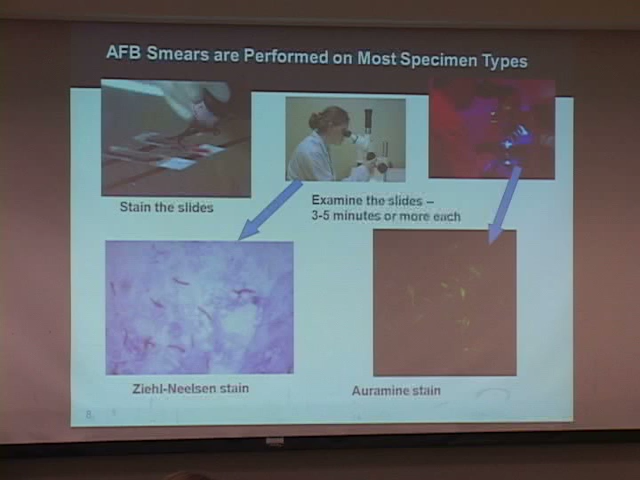 AFB Smears are Performed on Most Specimen Types
Stain the slides
Examine the slides –
3-5 minutes or more each
Ziehl-Neelsen stain
Auramine stain
8